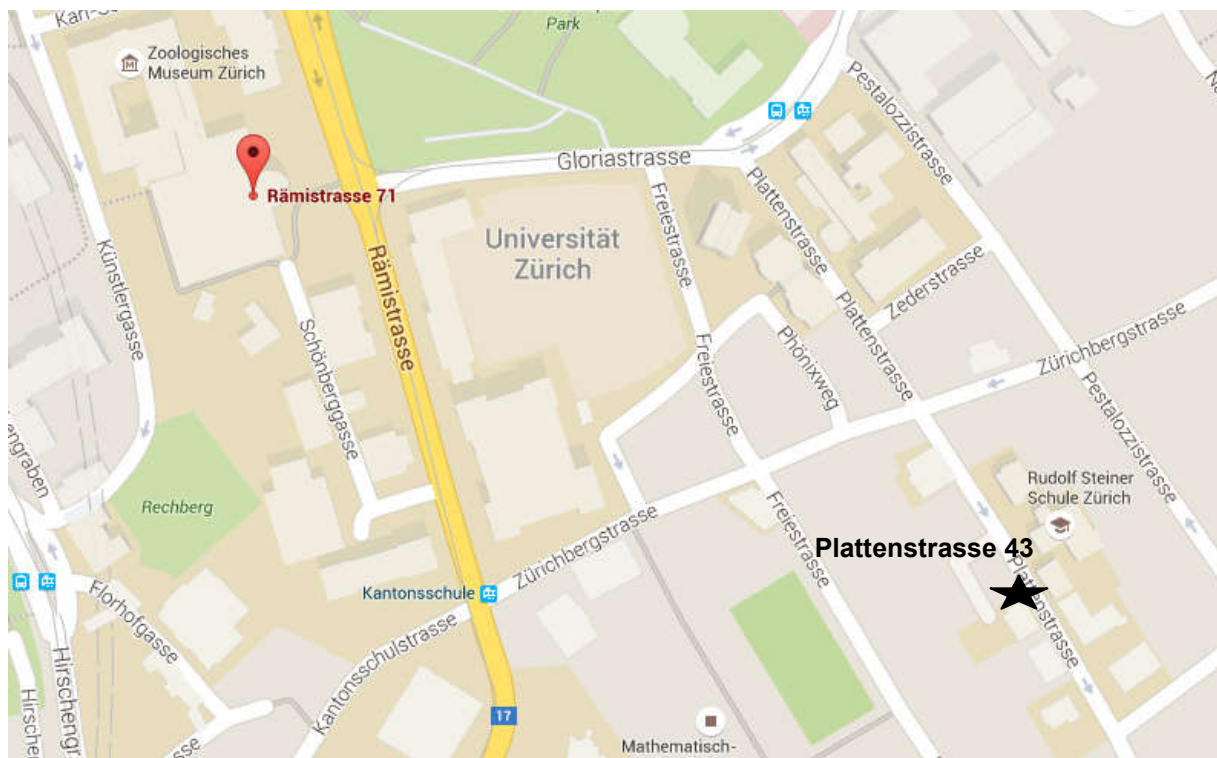 Park
Zoologisches
Museum Zürich
Pestalozzistrasse
Gloriastrasse
Rämistrasse 71
Plattenstrasse
Freiestrasse
Universität
Zürich
Künstlergasse
Rämistrasse
Zederstrasse
Plattenstrasse
Schönberggasse
Freiestrasse
Phönixweg
Zürichbergstrasse
Pestalozzistrasse
Rechberg
Rudolf Steiner
Schule Zürich
Zürichbergstrasse
Freiestrasse
Plattenstrasse 43
Plattenstrasse
Kantonsschule
Florhofgasse
Kantonsschulstrasse
Hirschengr.
17
Mathematisch-